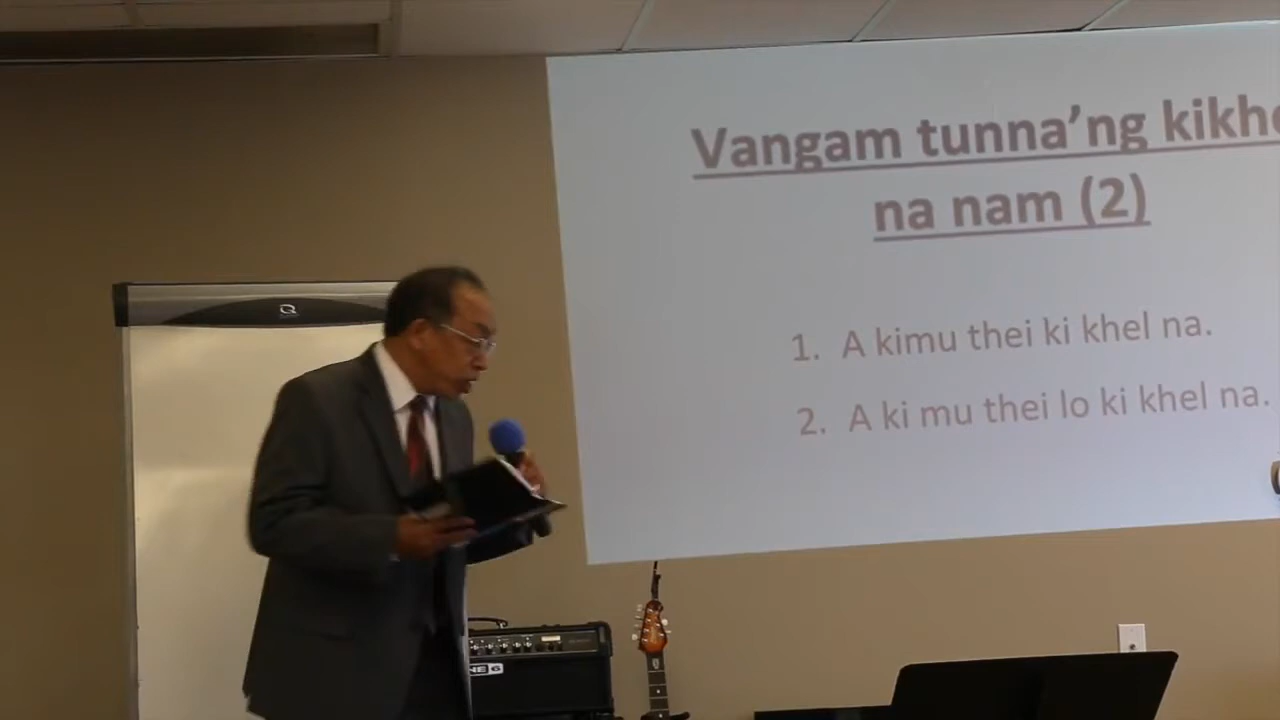 Vangam tunna’ng
na nam (2)
1. A kimu thei ki khel na.
2. A ki mu thei lo ki khel na.